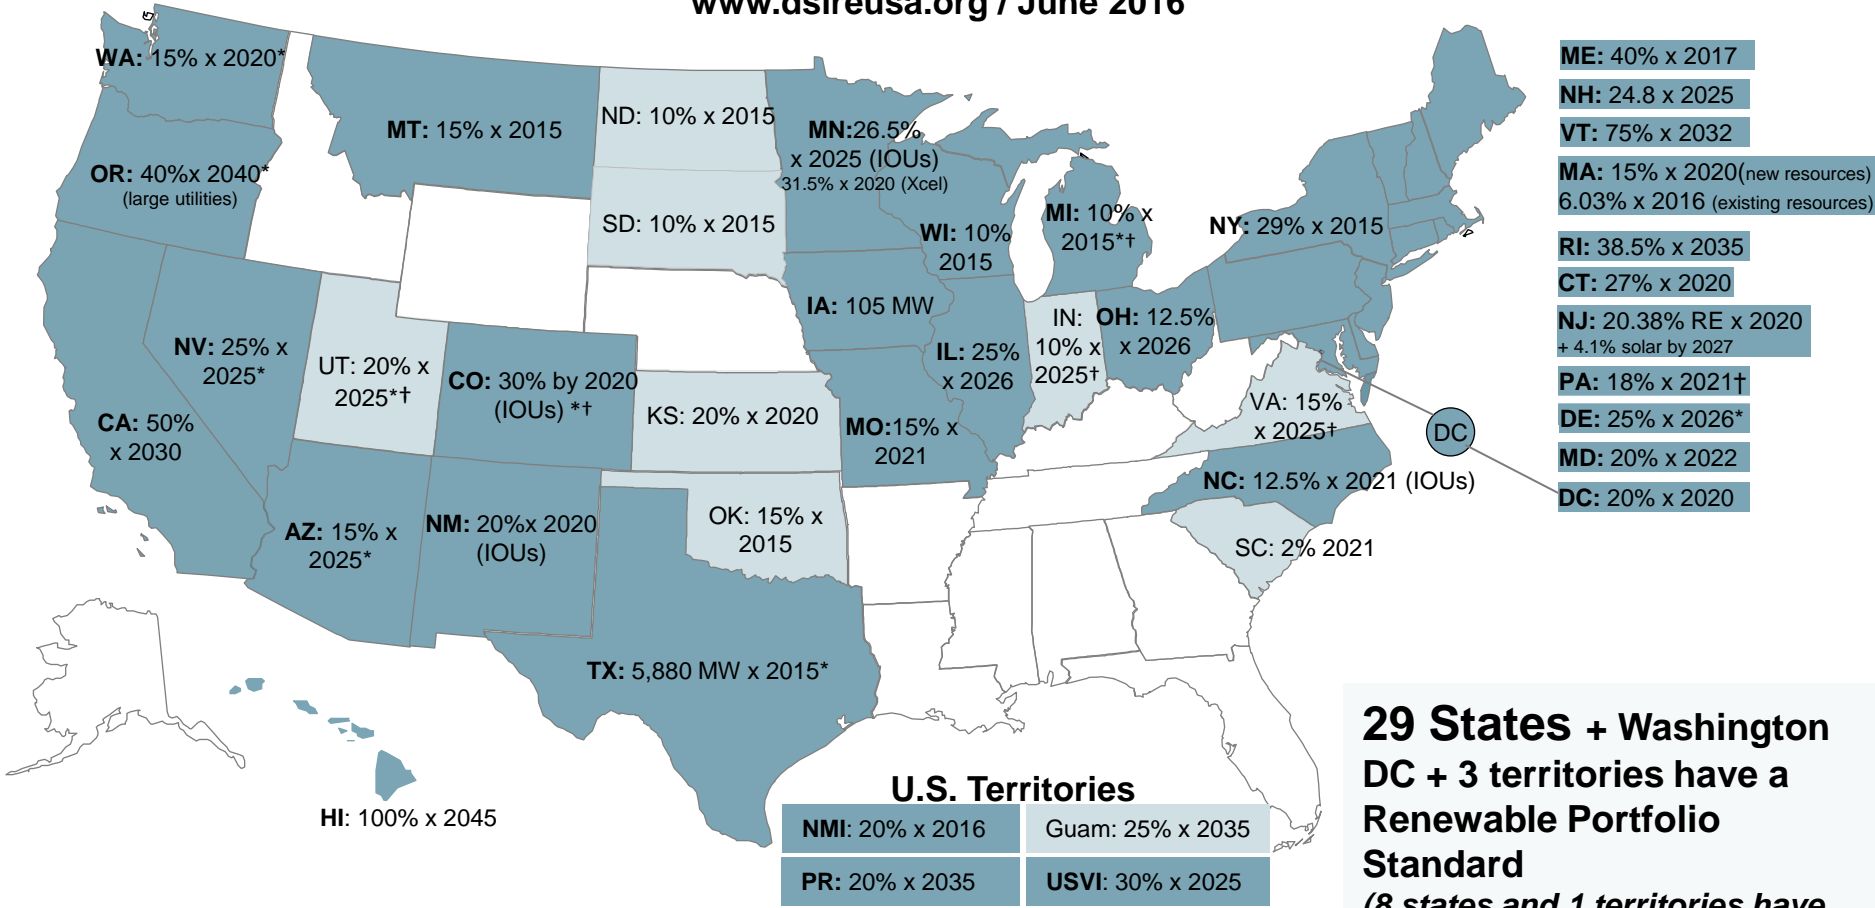 www.dsireusa.org / June 2016
WA: 15% x 2020*
OR: 40%x 2040*
(large utilities)
MT: 15% x 2015
ND: 10% x 2015
SD: 10% x 2015
MN:26.5%
x 2025 (IOUs)
31.5% x 2020 (Xcel)
WI: 10%
2015
MI: 10% x
2015*†
NY: 29% x 2015
IA: 105 MW
NV: 25% x
2025*
UT: 20% x
2025*†
CO: 30% by 2020
(IOUs) *†
CA: 50%
x 2030
KS: 20% x 2020
MO:15% x
2021
IL: 25%
x 2026
IN:
10% x
2025†
OH: 12.5%
x 2026
VA: 15%
x 2025†
DC
NC: 12.5% x 2021 (IOUs)
SC: 2% 2021
AZ: 15% x
2025*
NM: 20%x 2020
(IOUs)
OK: 15% x
2015
TX: 5,880 MW x 2015*
HI: 100% x 2045
ME: 40% x 2017
NH: 24.8 x 2025
VT: 75% x 2032
MA: 15% x 2020(new resources)
6.03% x 2016 (existing resources)
RI: 38.5% x 2035
CT: 27% x 2020
NJ: 20.38% RE x 2020
+ 4.1% solar by 2027
PA: 18% x 2021†
DE: 25% x 2026*
MD: 20% x 2022
DC: 20% x 2020
U.S. Territories
NMI: 20% x 2016
Guam: 25% x 2035
PR: 20% x 2035
USVI: 30% x 2025
29 States + Washington
DC + 3 territories have a
Renewable Portfolio
Standard
(8 states and 1 territories have